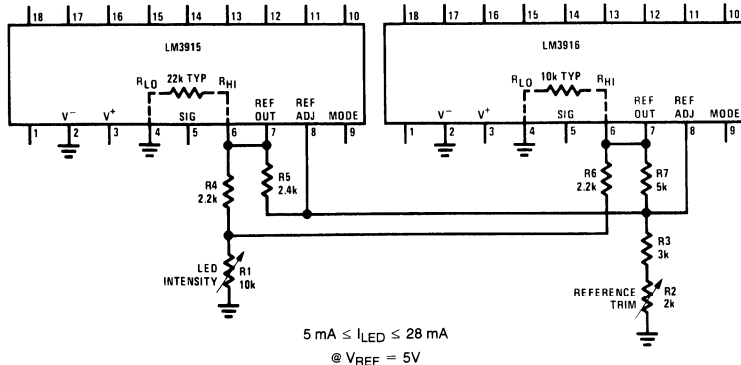 18 17 16 15 14 13 12 11 10
LM3915
RLO 22k TYP RHI
V− V+ SIG REF OUT REF ADJ MODE
1 2 3 4 5 6 7 8 9
R4
2.2k
R5
2.4k
LED
INTENSITY
R1
10k
18 17 16 15 14 13 12 11 10
LM3916
RLO 10k TYP RHI
V− V+ SIG REF OUT REF ADJ MODE
1 2 3 4 5 6 7 8 9
R6
2.2k
R7
5k
R3
3k
REFERENCE
TRIM
R2
2k
5 mA ≤ ILED ≤ 28 mA
@ VREF = 5V